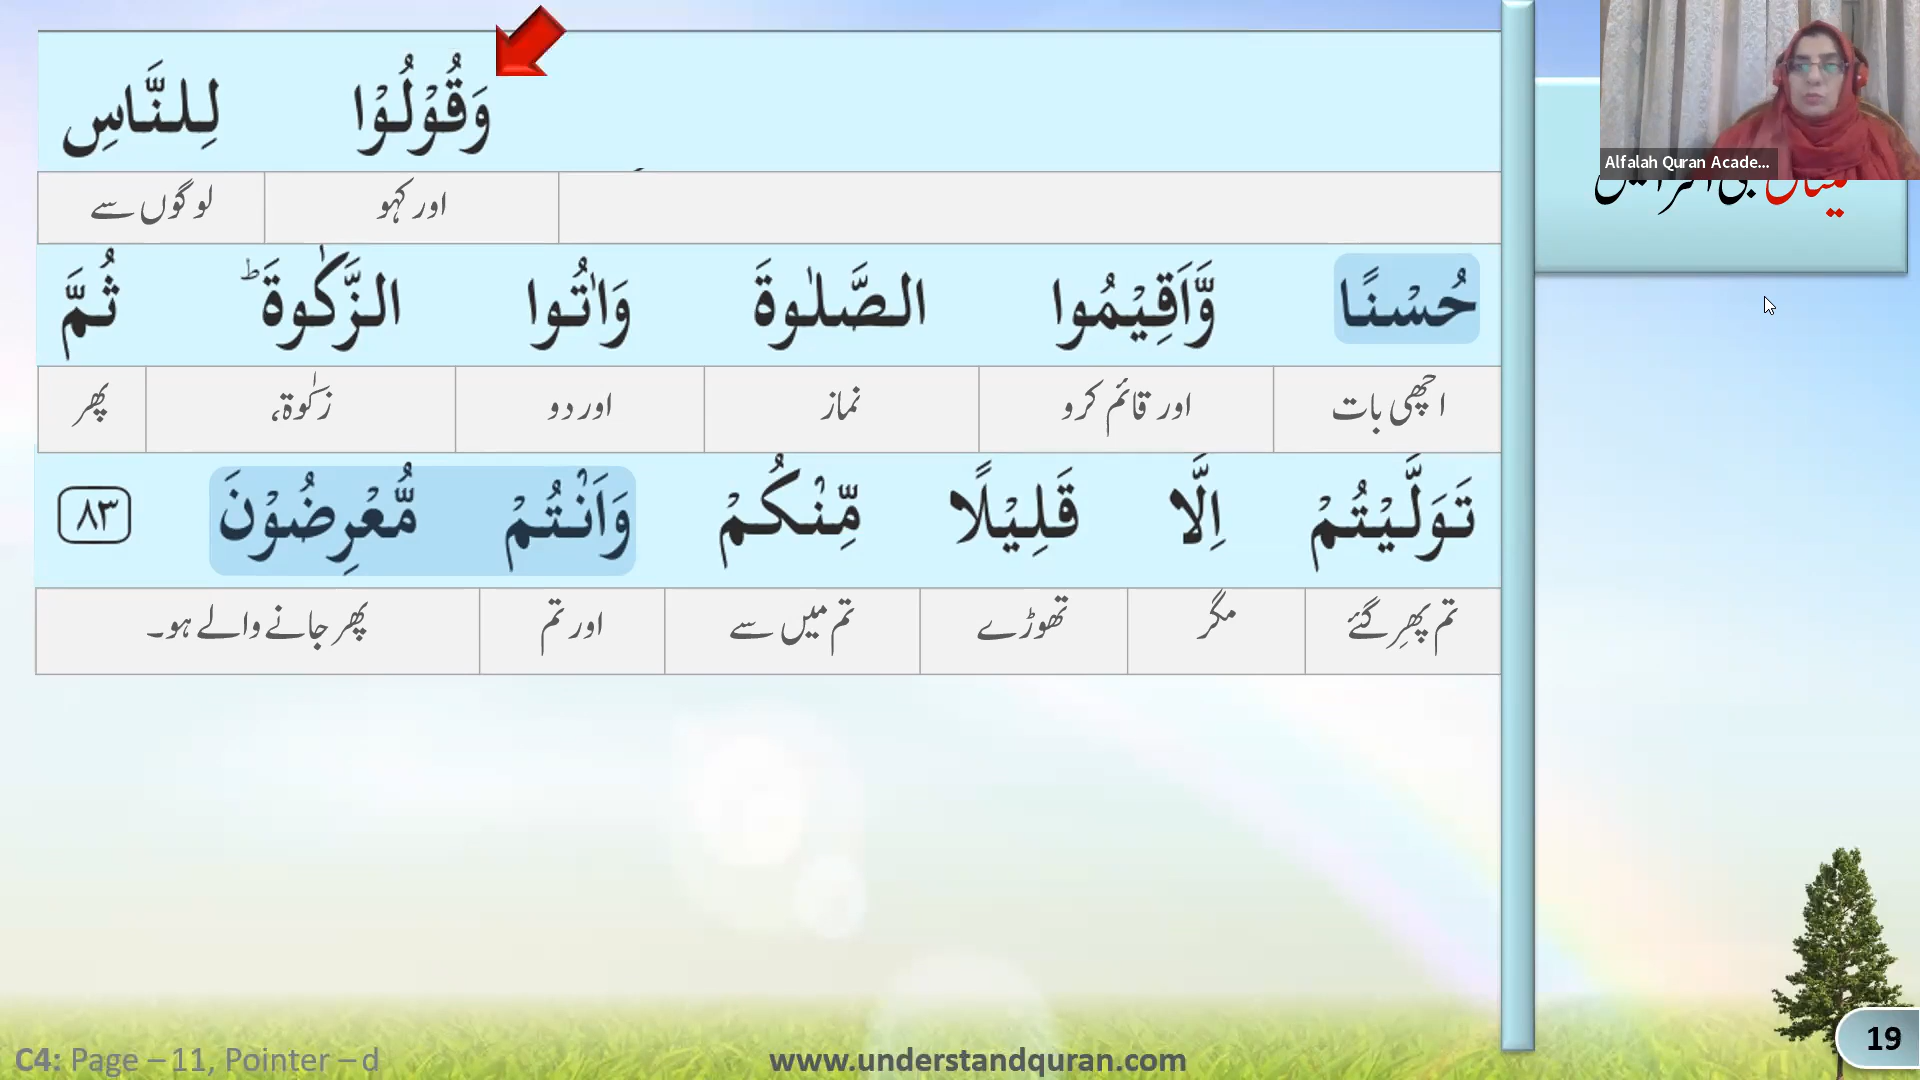 وَقُوۡلُوۡا لِلنَّاسِ
اور کہو لوگوں سے
حُسۡنًا وَّاَقِيۡمُوا الصَّلٰوةَ وَاٰتُوا الزَّكٰوةَ ؕ ثُمَّ
اچھی بات اور قائم کرو نماز اور دو زکوٰۃ، پھر
تَوَلَّيۡتُمۡ اِلَّا قَلِيۡلًا مِّنۡكُمۡ وَاَنۡتُمۡ مُّعۡرِضُوۡنَ ٨٣
تم پھِر گئے مگر تھوڑے تم میں سے اور تم پھر جانے والے ہو۔
Alfalah Quran Acade...
C4: Page – 11, Pointer – d
www.understandquran.com
19